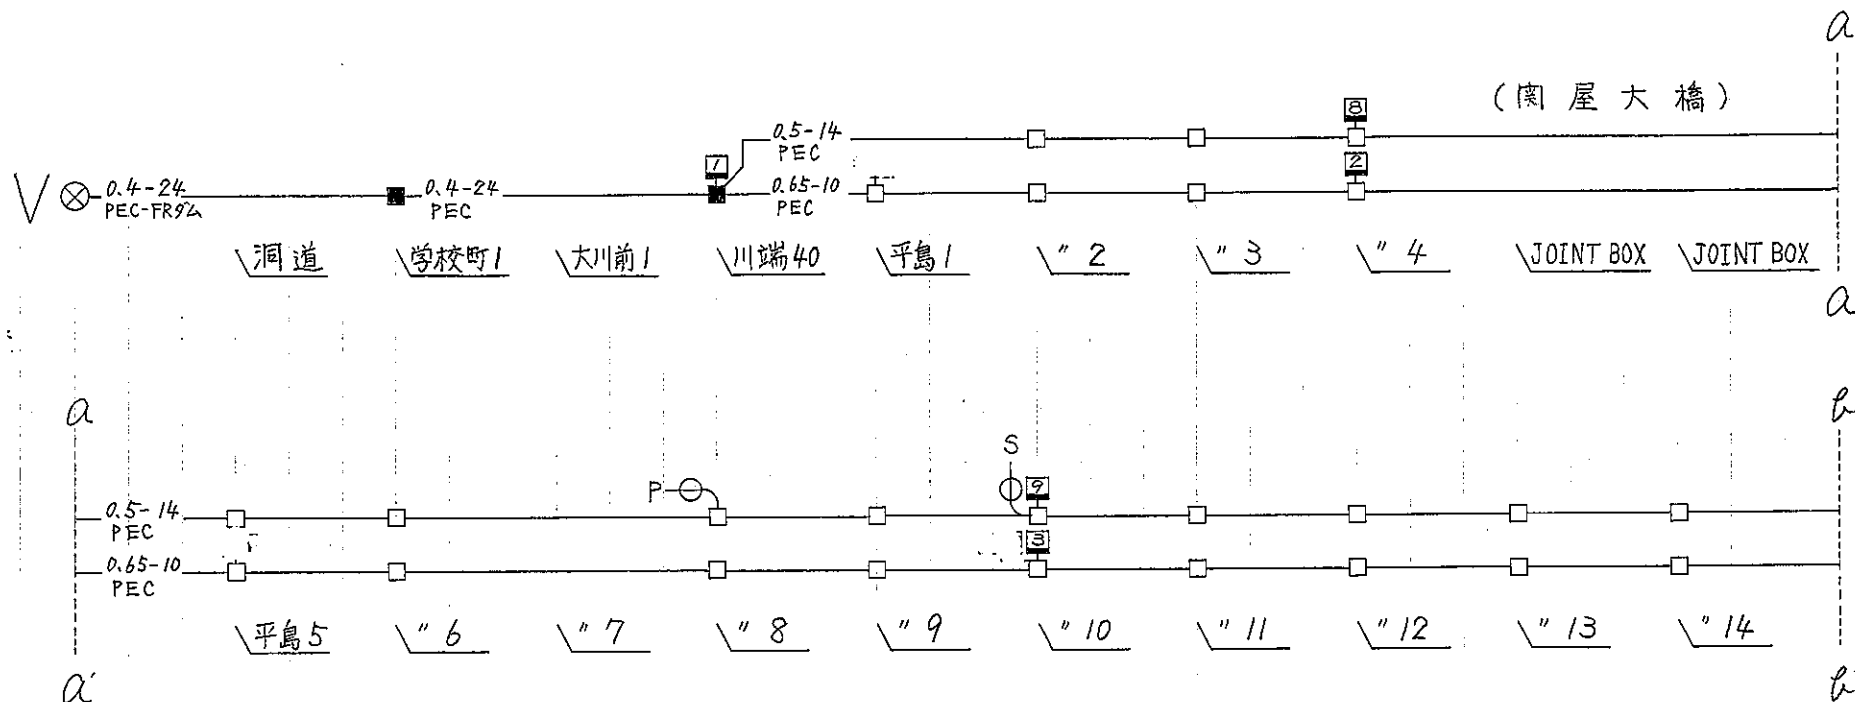 a
(関屋大橋)
8
0.5-14
PEC
1
2
V
0.4-24
PEC-FRダム
0.4-24
PEC
0.65-10
PEC
洞道
学校町1
大川前1
川端40
平島1
" 2
" 3
" 4
JOINT BOX
JOINT BOX
a
a
b
S
P
9
0.5-14
PEC
3
0.65-10
PEC
平島5
" 6
" 7
" 8
" 9
" 10
" 11
" 12
" 13
" 14
a'
b